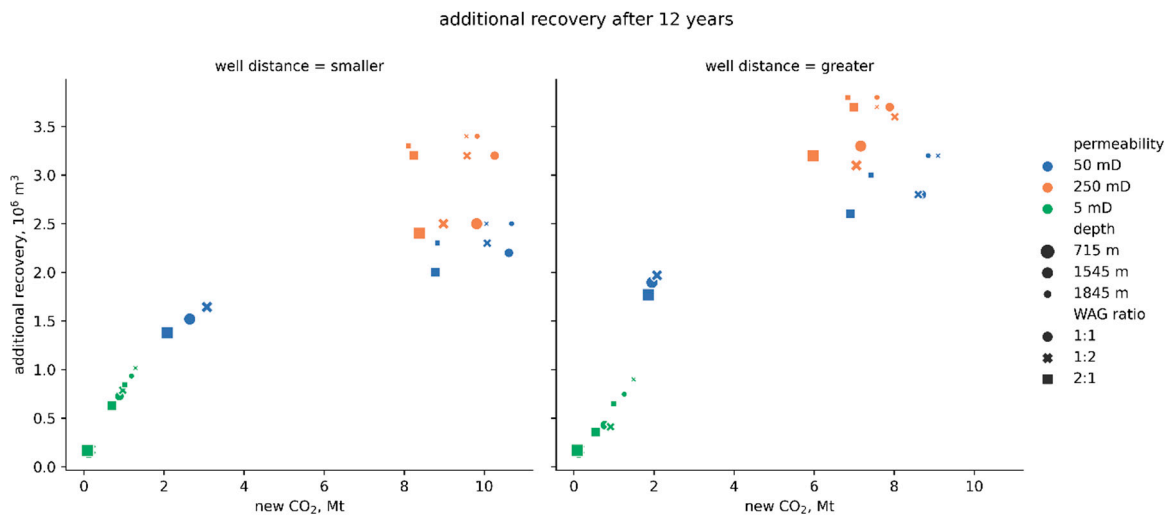 additional recovery after 12 years
well distance = smaller
well distance = greater
additional recovery, 10⁶ m³
3.5
3.0
2.5
2.0
1.5
1.0
0.5
0.0
0 2 4 6 8 10
0 2 4 6 8 10
new CO₂, Mt
new CO₂, Mt
permeability
50 mD
250 mD
5 mD
depth
715 m
1545 m
1845 m
WAG ratio
1:1
1:2
2:1